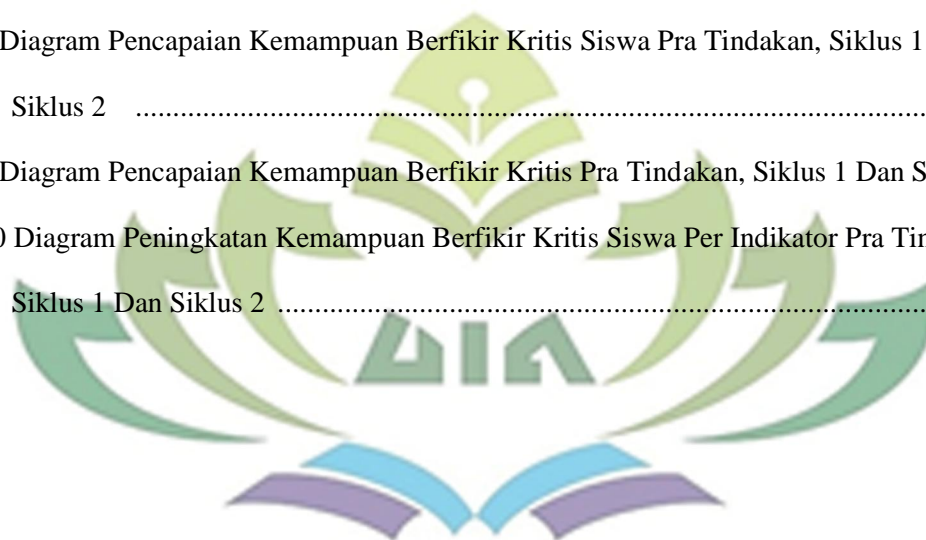 Diagram Pencapaian Kemampuan Berfikir Kritis Siswa Pra Tindakan, Siklus 1
Siklus 2 ................................................................................................................
Diagram Pencapaian Kemampuan Berfikir Kritis Pra Tindakan, Siklus 1 Dan S
0 Diagram Peningkatan Kemampuan Berfikir Kritis Siswa Per Indikator Pra Tin
Siklus 1 Dan Siklus 2 ............................................................................................
UIN